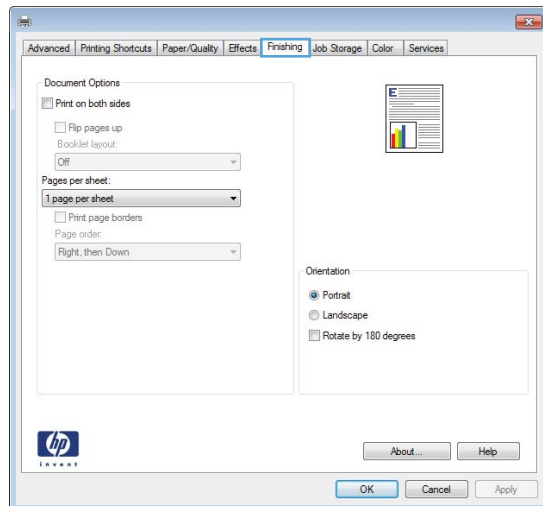 Advanced Printing Shortcuts Paper/Quality Effects Finishing Job Storage Color Services
Document Options
Print on both sides
Flip pages up
Booklet layout:
Off
Pages per sheet:
1 page per sheet
Print page borders
Page order:
Right, then Down
E
Orientation
Portrait
Landscape
Rotate by 180 degrees
hp
invent
About... Help
OK Cancel Apply